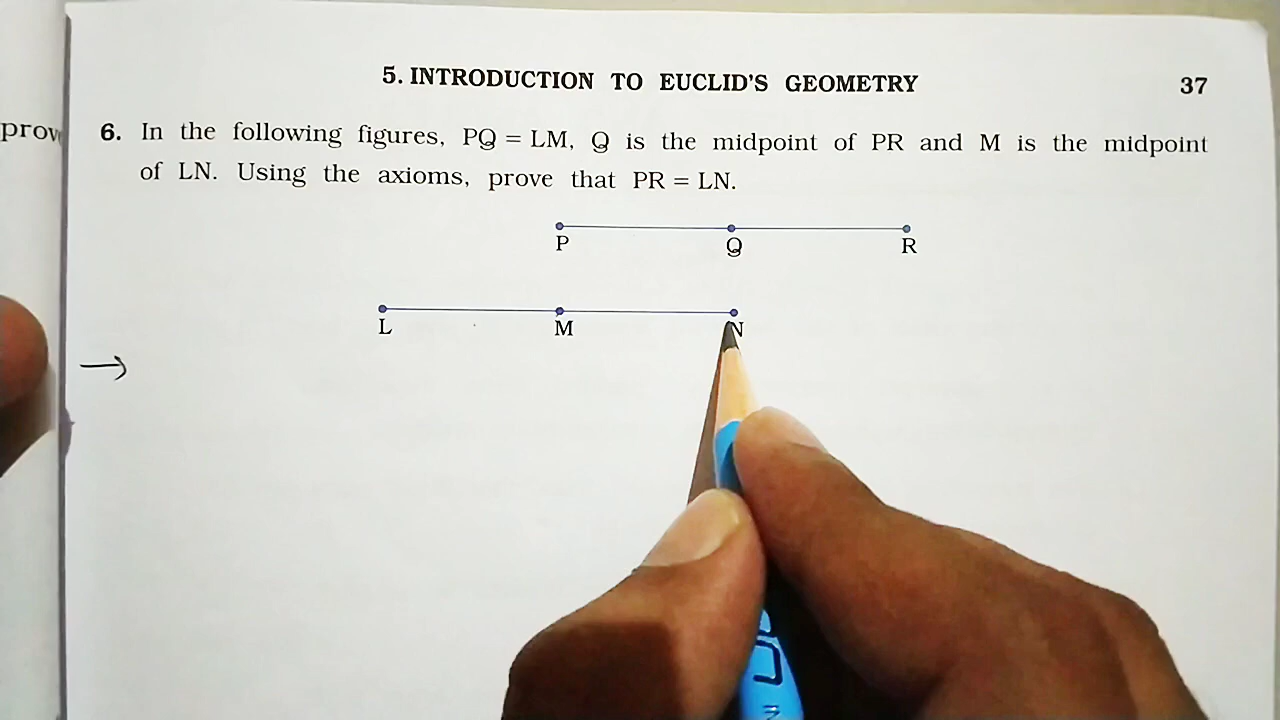 5. INTRODUCTION TO EUCLID'S GEOMETRY 37
6. In the following figures, PQ = LM, Q is the midpoint of PR and M is the midpoint
of LN. Using the axioms, prove that PR = LN.
P Q R
L M N